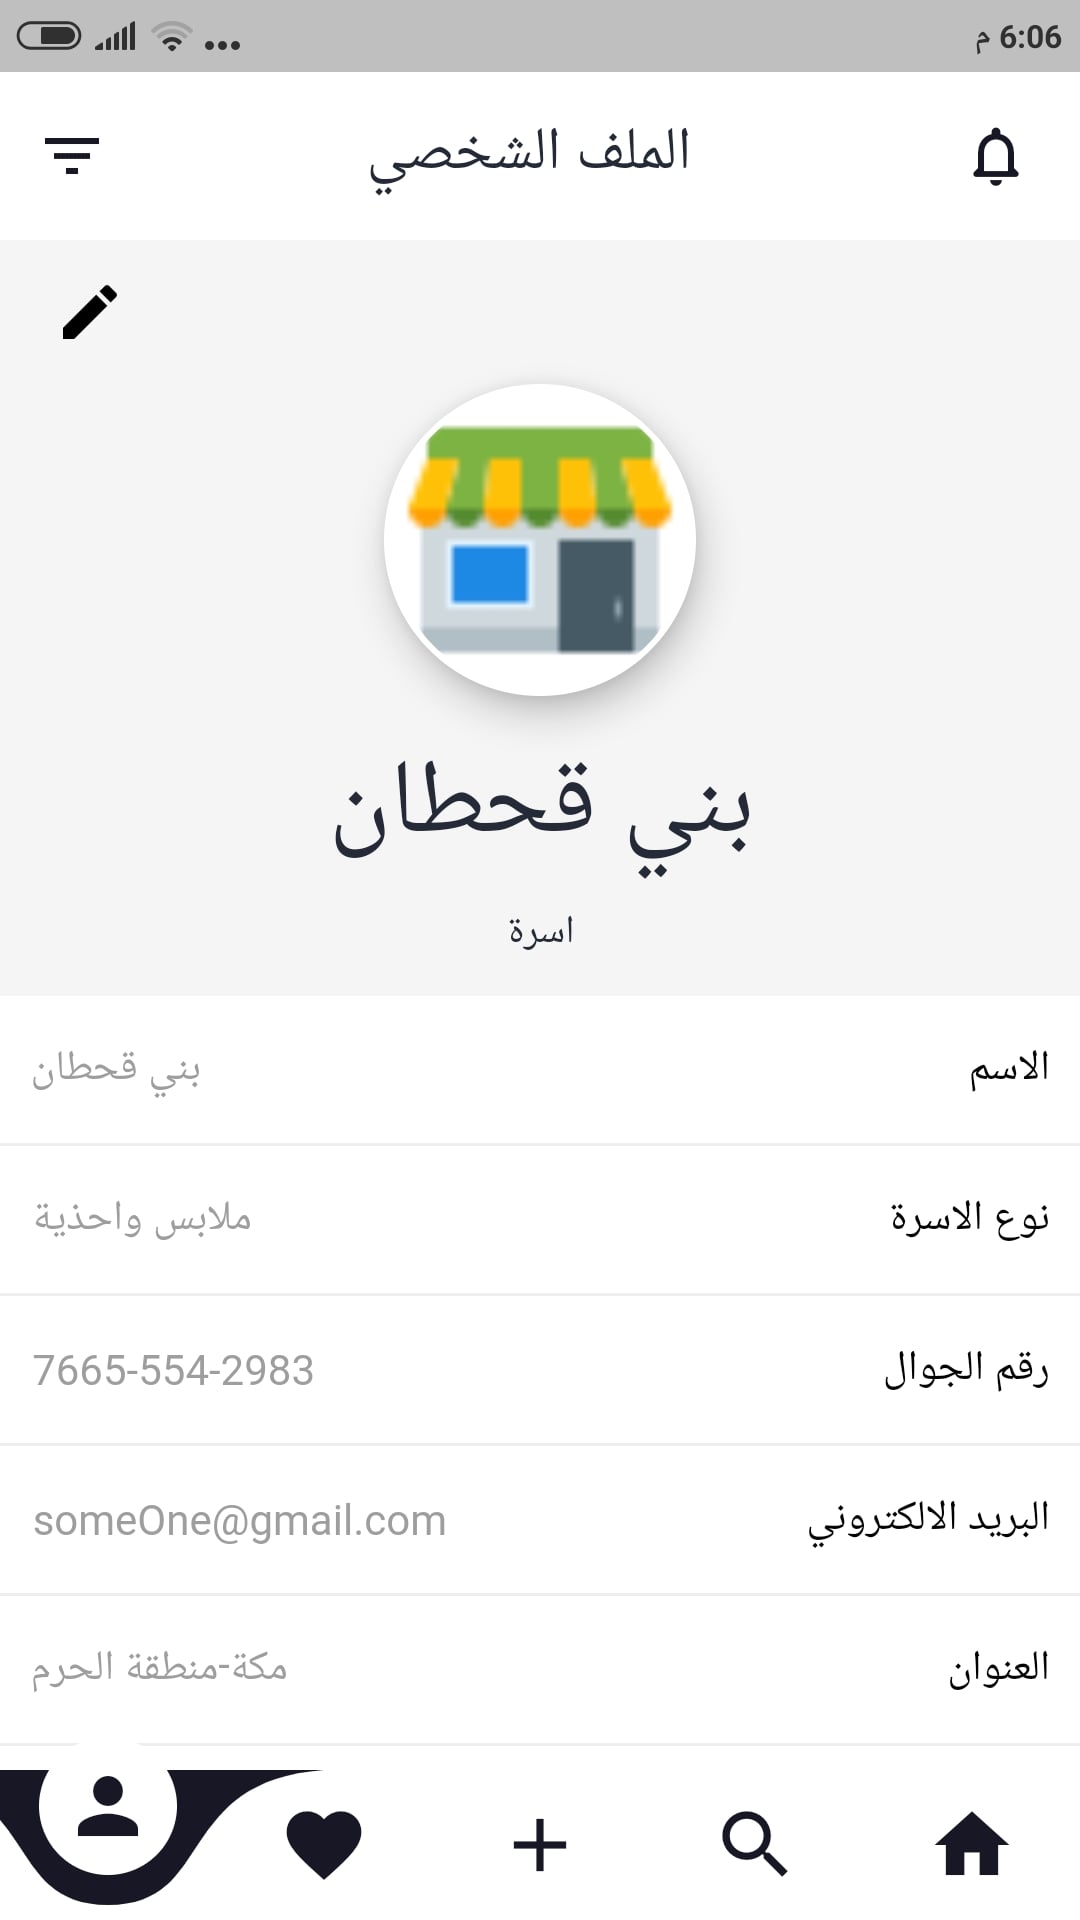 6:06 م
الملف الشخصي
بني قحطان
اسرة
الاسم
بني قحطان
نوع الاسرة
ملابس واحذية
رقم الجوال
7665-554-2983
البريد الالكتروني
someOne@gmail.com
العنوان
مكة-منطقة الحرم